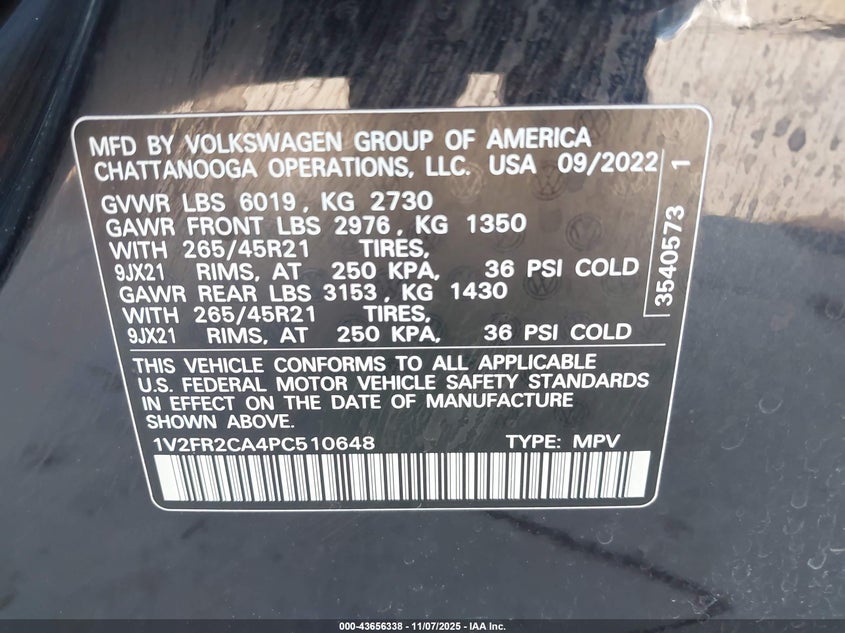 MFD BY VOLKSWAGEN GROUP OF AMERICA
CHATTANOOGA OPERATIONS, LLC. USA 09/2022
GVWR LBS 6019, KG 2730
GAWR FRONT LBS 2976, KG 1350
WITH 265/45R21 TIRES,
9JX21 RIMS, AT 250 KPA, 36 PSI COLD
GAWR REAR LBS 3153, KG 1430
WITH 265/45R21 TIRES,
9JX21 RIMS, AT 250 KPA, 36 PSI COLD
THIS VEHICLE CONFORMS TO ALL APPLICABLE
U.S. FEDERAL MOTOR VEHICLE SAFETY STANDARDS
IN EFFECT ON THE DATE OF MANUFACTURE
SHOWN ABOVE.
1V2FR2CA4PC510648 TYPE: MPV
3540573 1
000-43656338 - 11/07/2025 - IAA Inc.